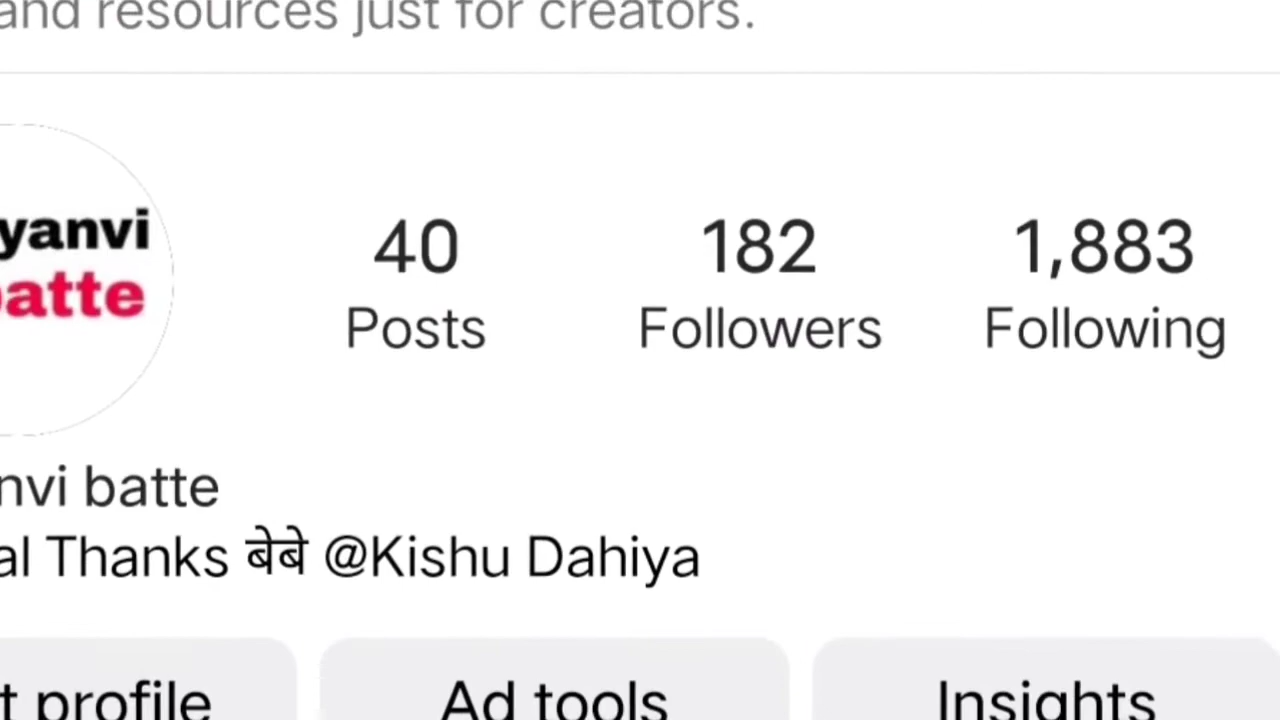 and resources just for creators.
yanvi
batte
40
Posts
182
Followers
1,883
Following
nvi batte
al Thanks बेबे @Kishu Dahiya
t profile
Ad tools
Insights